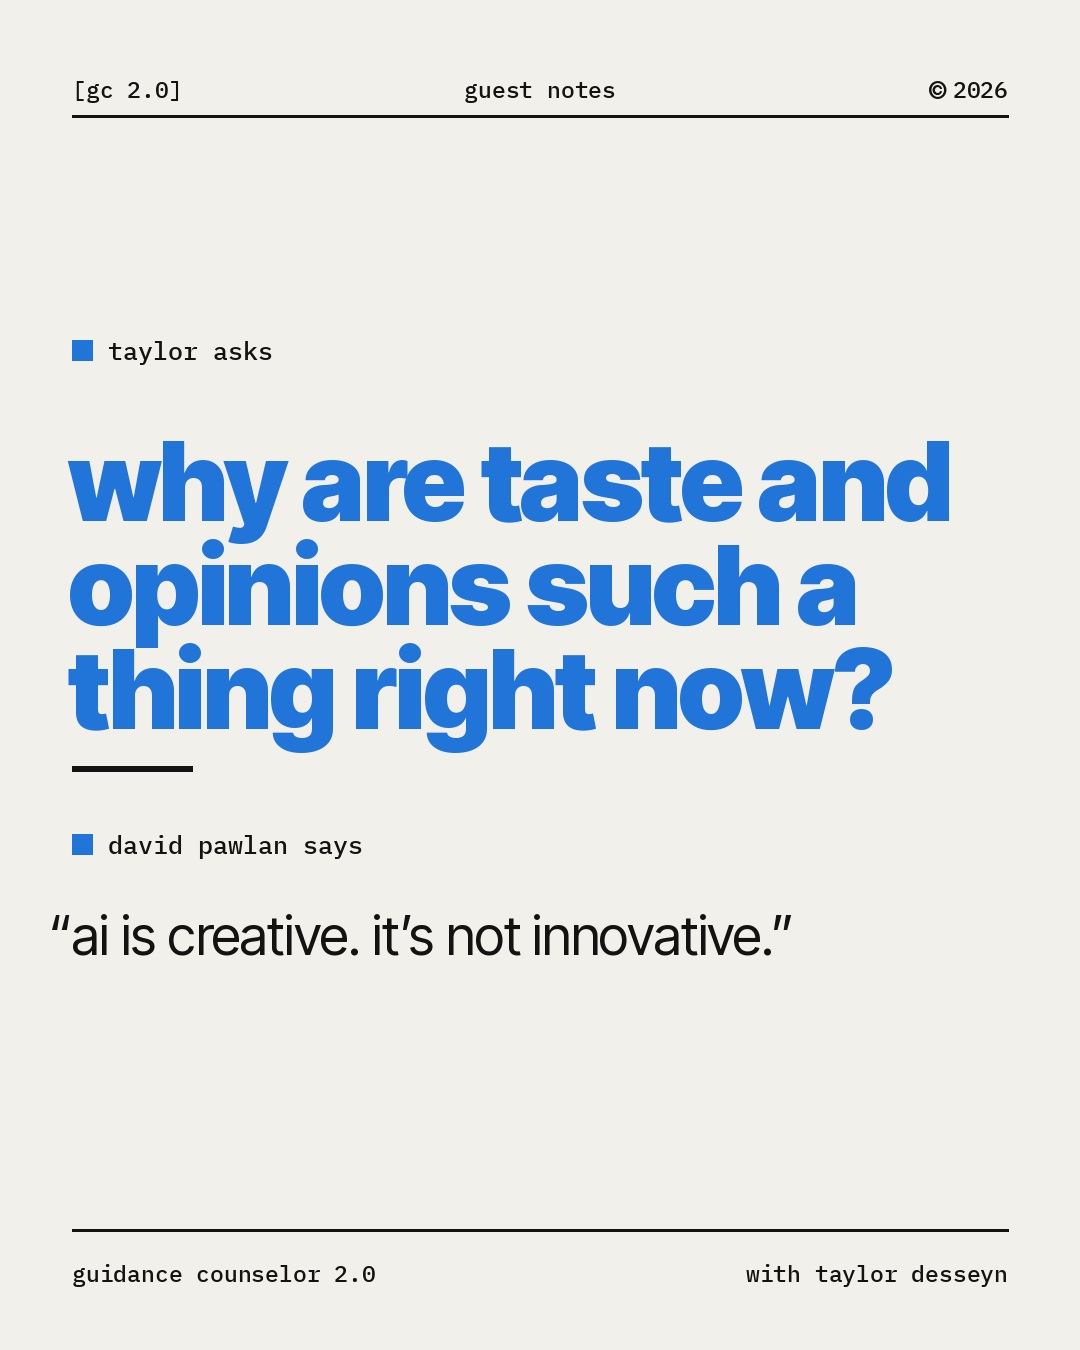 [gc 2.0]
guest notes
© 2026
taylor asks
why are taste and
opinions such a
thing right now?
david pawlan says
“ai is creative. it’s not innovative.”
guidance counselor 2.0
with taylor desseyn